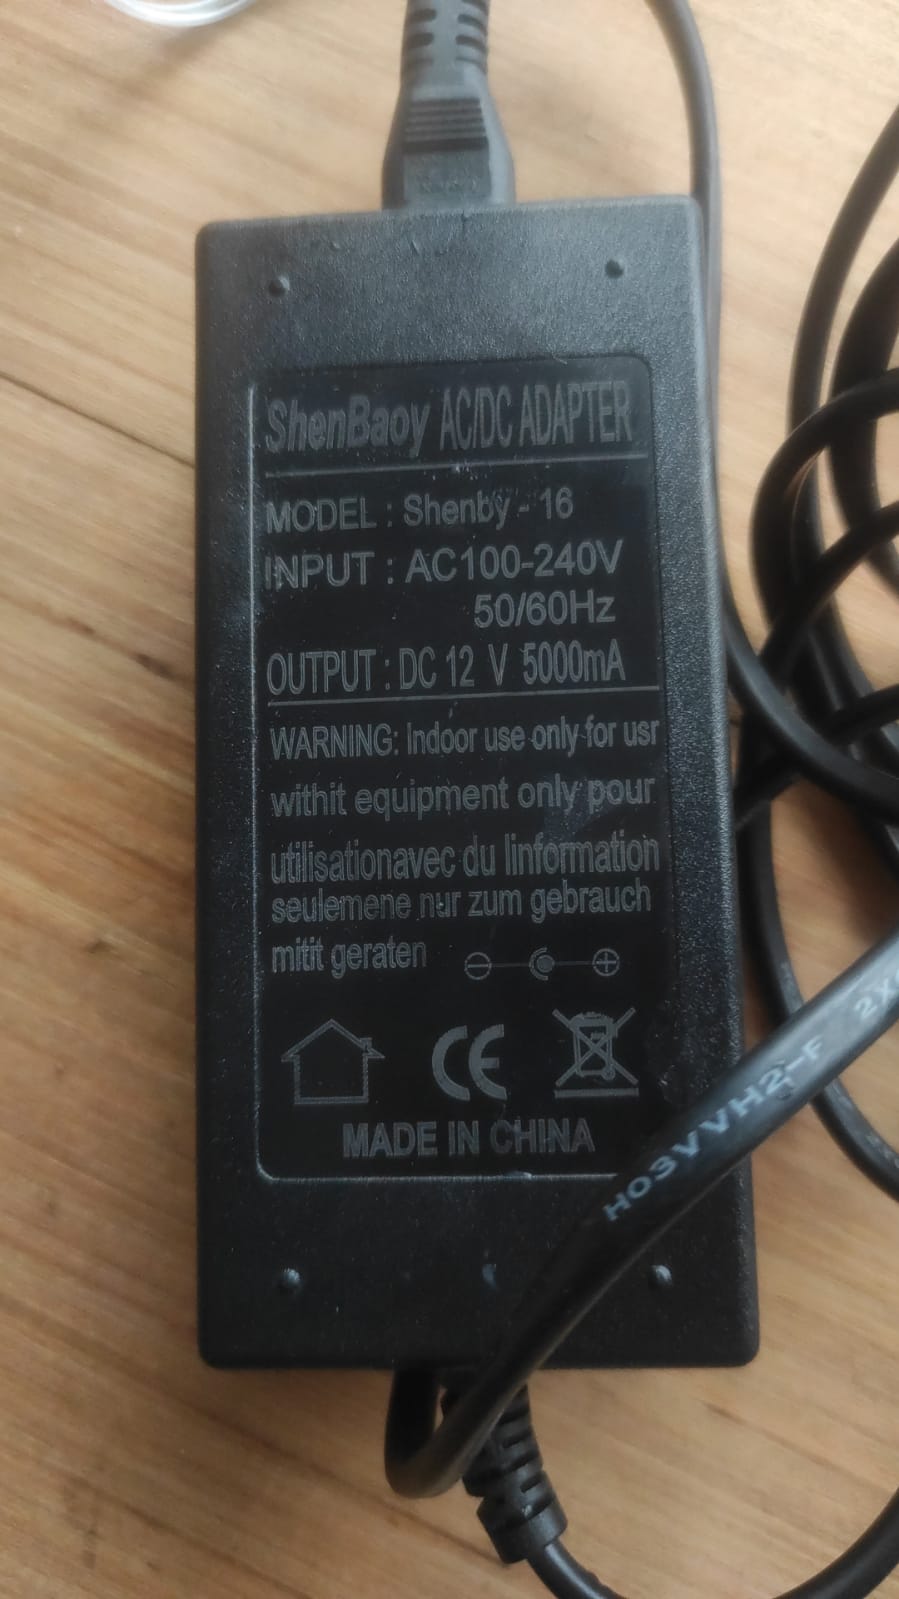 ShenBaoy AC/DC ADAPTER
MODEL : Shenby - 16
INPUT : AC100-240V
50/60Hz
OUTPUT : DC 12 V 5000mA
WARNING: Indoor use only for usr
withit equipment only pour
utilisationavec du linformation
seulemene nur zum gebrauch
mitit geraten
CE
MADE IN CHINA
H03VVH2-F